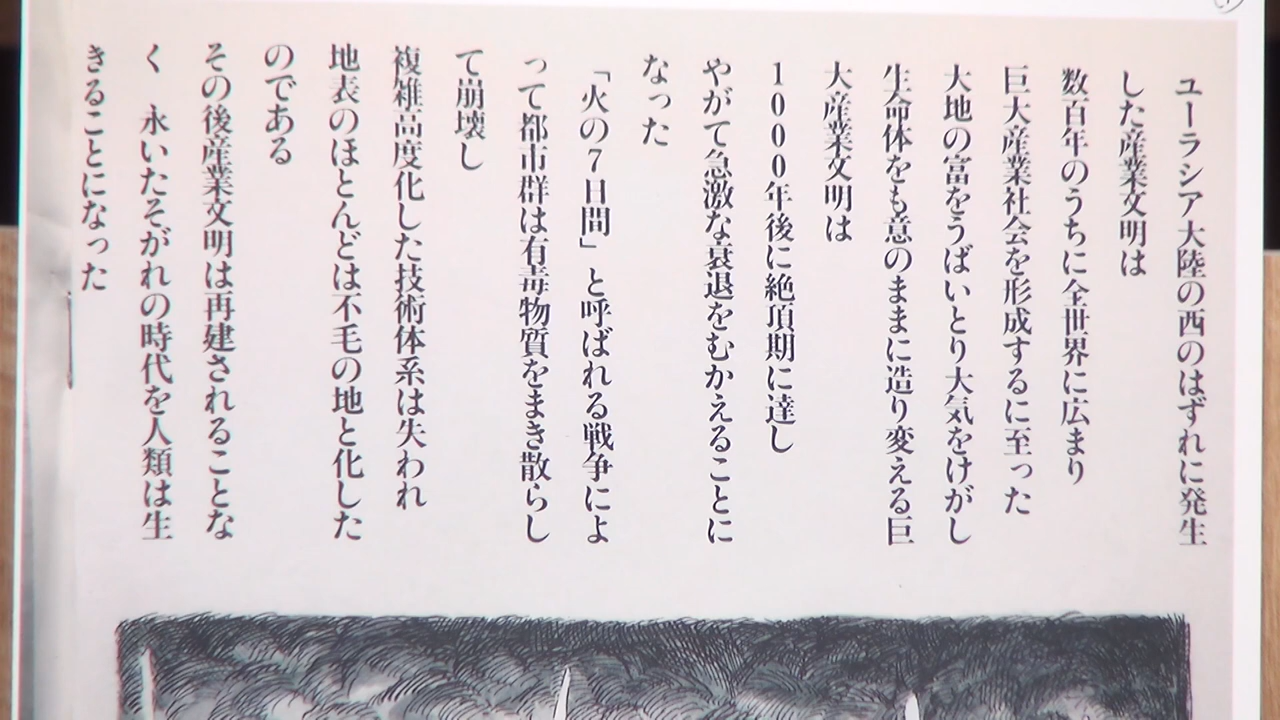 ユーラシア大陸の西のはずれに発生
した産業文明は
数百年のうちに全世界に広まり
巨大産業社会を形成するに至った
大地の富をうばいとり大気をけがし
生命体をも意のままに造り変える巨
大産業文明は
1000年後に絶頂期に達し
やがて急激な衰退をむかえることに
なった
「火の7日間」と呼ばれる戦争によ
って都市群は有毒物質をまき散らし
て崩壊し
複雑高度化した技術体系は失われ
地表のほとんどは不毛の地と化した
のである
その後産業文明は再建されることな
く　永いたそがれの時代を人類は生
きることになった